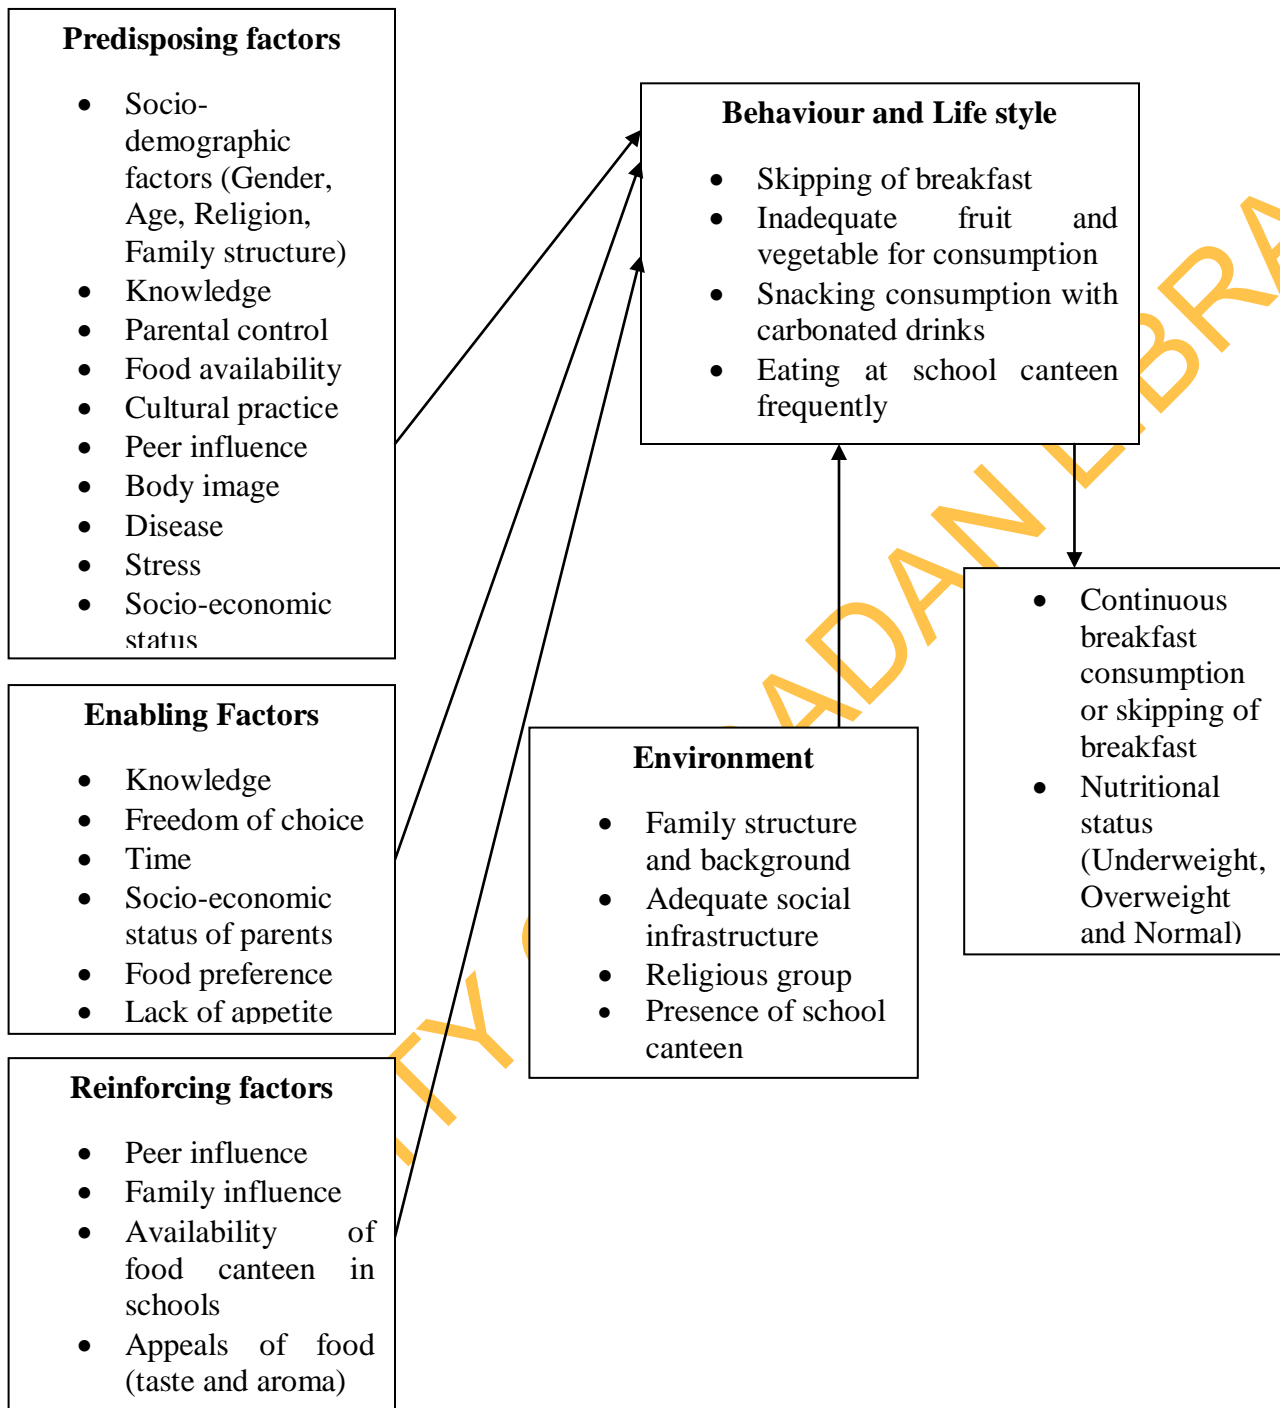 Predisposing factors
• Socio-
demographic
factors (Gender,
Age, Religion,
Family structure)
• Knowledge
• Parental control
• Food availability
• Cultural practice
• Peer influence
• Body image
• Disease
• Stress
• Socio-economic
status
Enabling Factors
• Knowledge
• Freedom of choice
• Time
• Socio-economic
status of parents
• Food preference
• Lack of appetite
Reinforcing factors
• Peer influence
• Family influence
• Availability of
food canteen in
schools
• Appeals of food
(taste and aroma)
Behaviour and Life style
• Skipping of breakfast
• Inadequate fruit and
vegetable for consumption
• Snacking consumption with
carbonated drinks
• Eating at school canteen
frequently
Environment
• Family structure
and background
• Adequate social
infrastructure
• Religious group
• Presence of school
canteen
• Continuous
breakfast
consumption
or skipping of
breakfast
• Nutritional
status
(Underweight,
Overweight
and Normal)